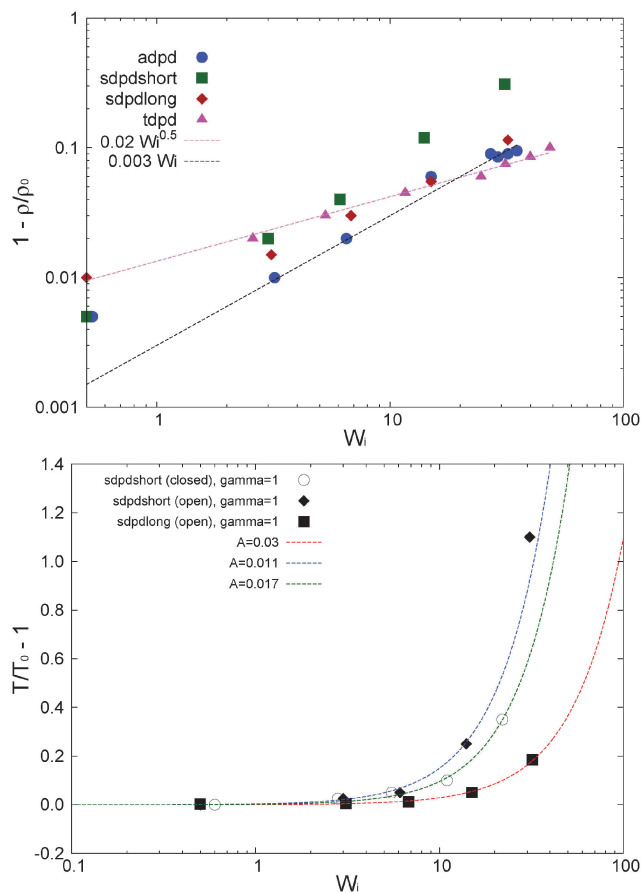 1
0.1
0.01
0.001
1 - ρ/ρ0
adpd
sdpdshort
sdpdlong
tdpd
0.02 Wi^0.5
0.003 Wi
1
10
100
Wi
1.4
1.2
1.0
0.8
0.6
0.4
0.2
0.0
-0.2
T/T0 - 1
sdpdshort (closed), gamma=1
sdpdshort (open), gamma=1
sdpdlong (open), gamma=1
A=0.03
A=0.011
A=0.017
0.1
1
10
100
Wi